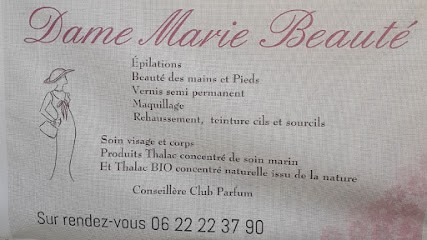 Dame Marie Beauté
Épilations
Beauté des mains et Pieds
Vernis semi permanent
Maquillage
Rehaussement, teinture cils et sourcils
Soin visage et corps
Produits Thalac concentré de soin marin
Et Thalac BIO concentré naturelle issu de la nature
Conseillère Club Parfum
Sur rendez-vous 06 22 22 37 90